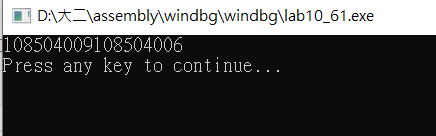 D:\大二\assembly\windbg\windbg\lab10_61.exe
108504009108504006
Press any key to continue...